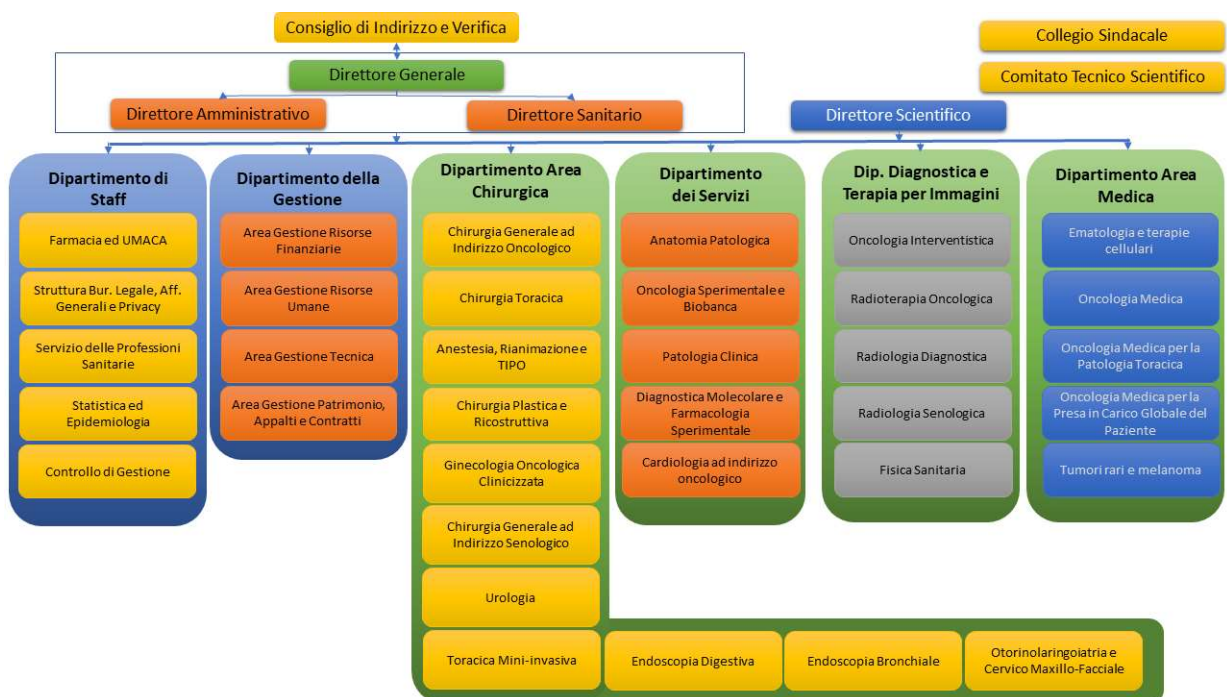 Consiglio di Indirizzo e Verifica
Collegio Sindacale
Comitato Tecnico Scientifico
Direttore Generale
Direttore Amministrativo
Direttore Sanitario
Direttore Scientifico
Dipartimento di
Staff
Farmacia ed UMACA
Struttura Bur. Legale, Aff.
Generali e Privacy
Servizio delle Professioni
Sanitarie
Statistica ed
Epidemiologia
Controllo di Gestione
Dipartimento della
Gestione
Area Gestione Risorse
Finanziarie
Area Gestione Risorse
Umane
Area Gestione Tecnica
Area Gestione Patrimonio,
Appalti e Contratti
Dipartimento Area
Chirurgica
Chirurgia Generale ad
Indirizzo Oncologico
Chirurgia Toracica
Anestesia, Rianimazione e
TIPO
Chirurgia Plastica e
Ricostruttiva
Ginecologia Oncologica
Clinicizzata
Chirurgia Generale ad
Indirizzo Senologico
Urologia
Toracica Mini-invasiva
Endoscopia Digestiva
Endoscopia Bronchiale
Otorinolaringoiatria e
Cervico Maxillo-Facciale
Dipartimento
dei Servizi
Anatomia Patologica
Oncologia Sperimentale e
Biobanca
Patologia Clinica
Diagnostica Molecolare e
Farmacologia
Sperimentale
Cardiologia ad indirizzo
oncologico
Dip. Diagnostica e
Terapia per Immagini
Oncologia Interventistica
Radioterapia Oncologica
Radiologia Diagnostica
Radiologia Senologica
Fisica Sanitaria
Dipartimento Area
Medica
Ematologia e terapie
cellulari
Oncologia Medica
Oncologia Medica per la
Patologia Toracica
Oncologia Medica per la
Presa in Carico Globale del
Paziente
Tumori rari e melanoma